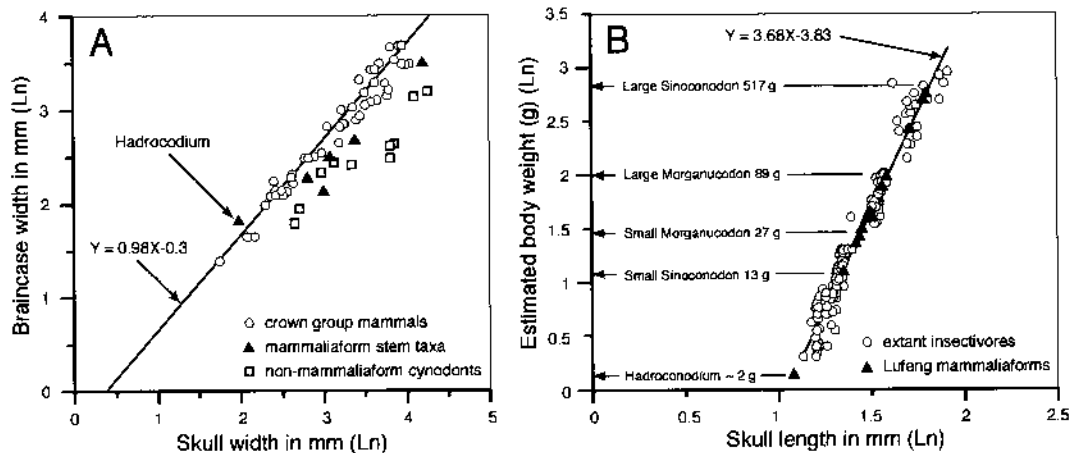 A
Braincase width in mm (Ln)
4
3
2
1
0
Hadrocodium
Y = 0.98X-0.3
crown group mammals
mammaliaform stem taxa
non-mammaliaform cynodonts
0
1
2
3
4
5
Skull width in mm (Ln)
B
Estimated body weight (g) (Ln)
4
3.5
3
2.5
2
1.5
1
0.5
0
Y = 3.68X-3.83
Large Sinoconodon 517 g
Large Morganucodon 89 g
Small Morganucodon 27 g
Small Sinoconodon 13 g
Hadroconodium ~ 2 g
extant insectivores
Lufeng mammaliaforms
0
0.5
1
1.5
2
2.5
Skull length in mm (Ln)